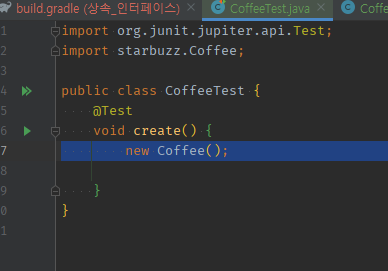 build.gradle (상속_인터페이스) CoffeeTest.java Coffe
1 import org.junit.jupiter.api.Test;
2 import starbuzz.Coffee;
3
4 public class CoffeeTest {
5 @Test
6 void create() {
7 new Coffee();
8
9 }
0 }
1